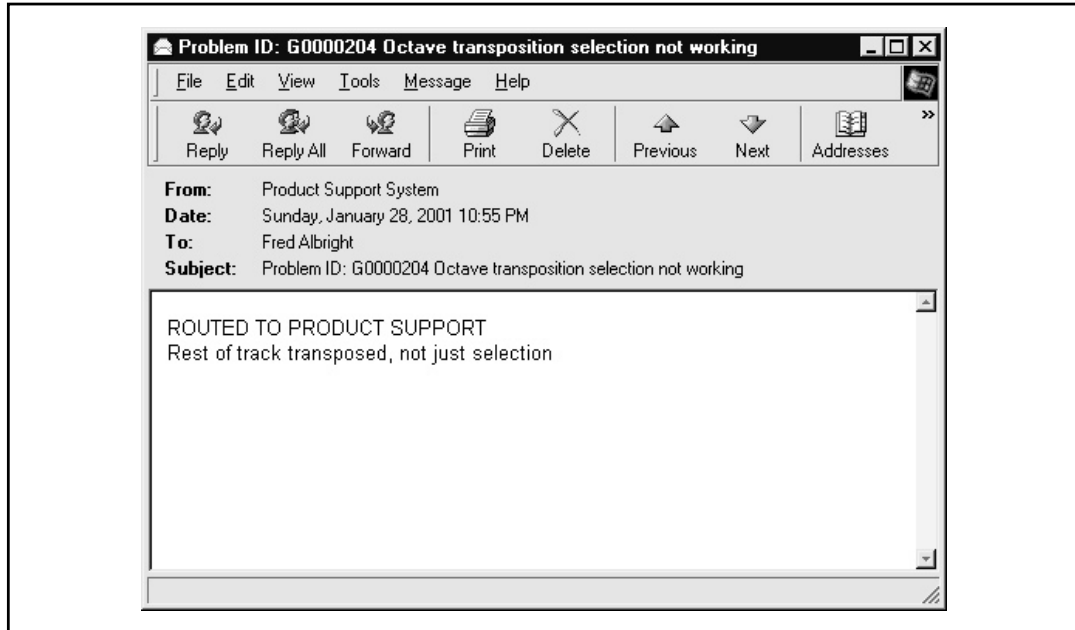 Problem ID: G0000204 Octave transposition selection not working
File Edit View Tools Message Help
Reply Reply All Forward Print Delete Previous Next Addresses »
From: Product Support System
Date: Sunday, January 28, 2001 10:55 PM
To: Fred Albright
Subject: Problem ID: G0000204 Octave transposition selection not working
ROUTED TO PRODUCT SUPPORT
Rest of track transposed, not just selection